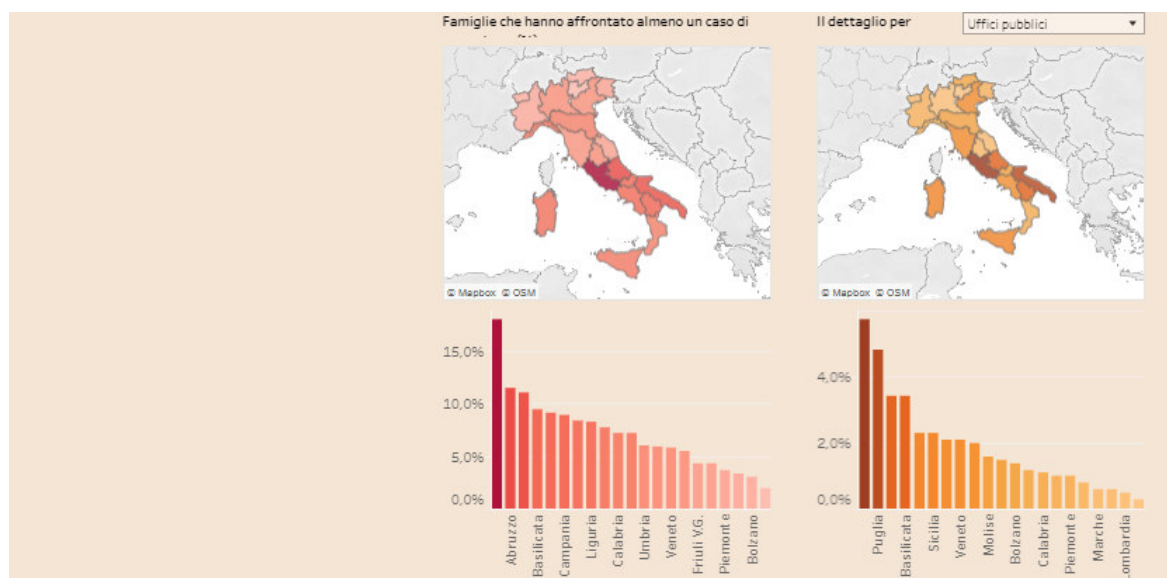 Famiglie che hanno affrontato almeno un caso di
Il dettaglio per
Uffici pubblici
© Mapbox © OSM
© Mapbox © OSM
15,0%
10,0%
5,0%
0,0%
Abruzzo
Basilicata
Campania
Liguria
Calabria
Umbria
Veneto
Friuli V.G.
Piemonte
Bolzano
4,0%
2,0%
0,0%
Puglia
Basilicata
Sicilia
Veneto
Molise
Bolzano
Calabria
Piemonte
Marche
ombardia